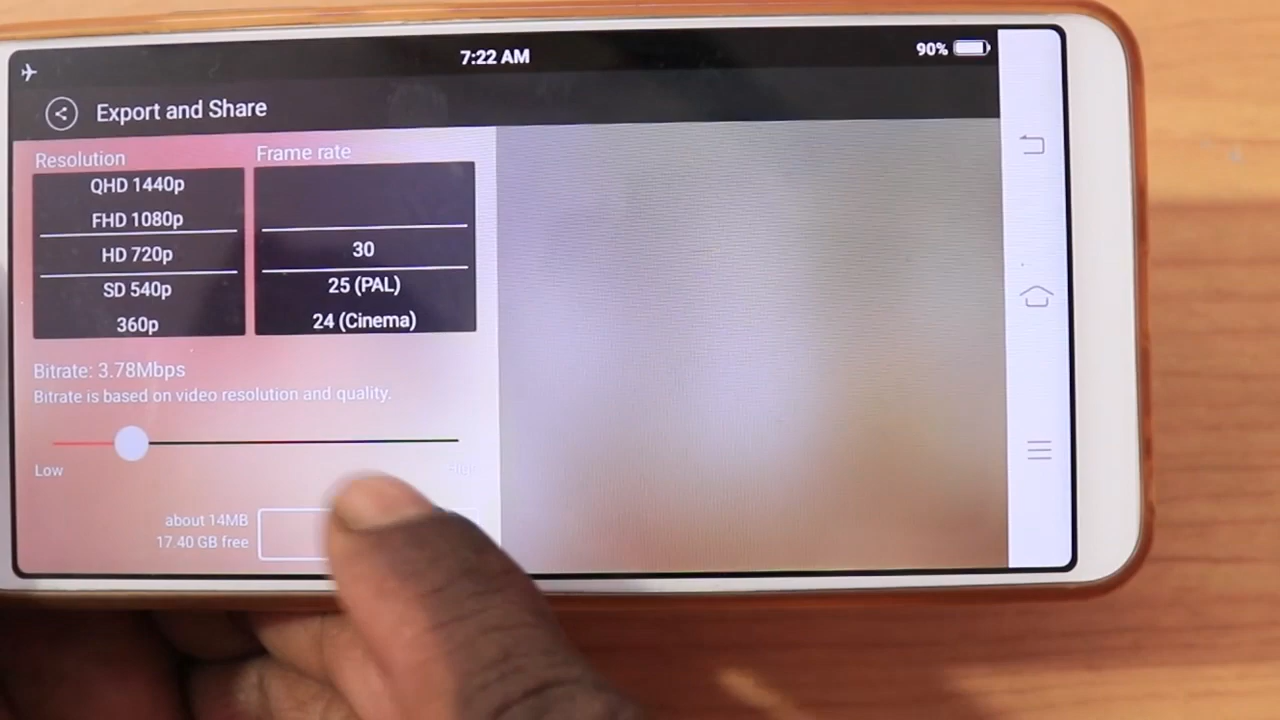 7:22 AM
90%
Export and Share
Resolution
Frame rate
QHD 1440p
FHD 1080p
HD 720p
SD 540p
360p
30
25 (PAL)
24 (Cinema)
Bitrate: 3.78Mbps
Bitrate is based on video resolution and quality.
Low
High
about 14MB
17.40 GB free